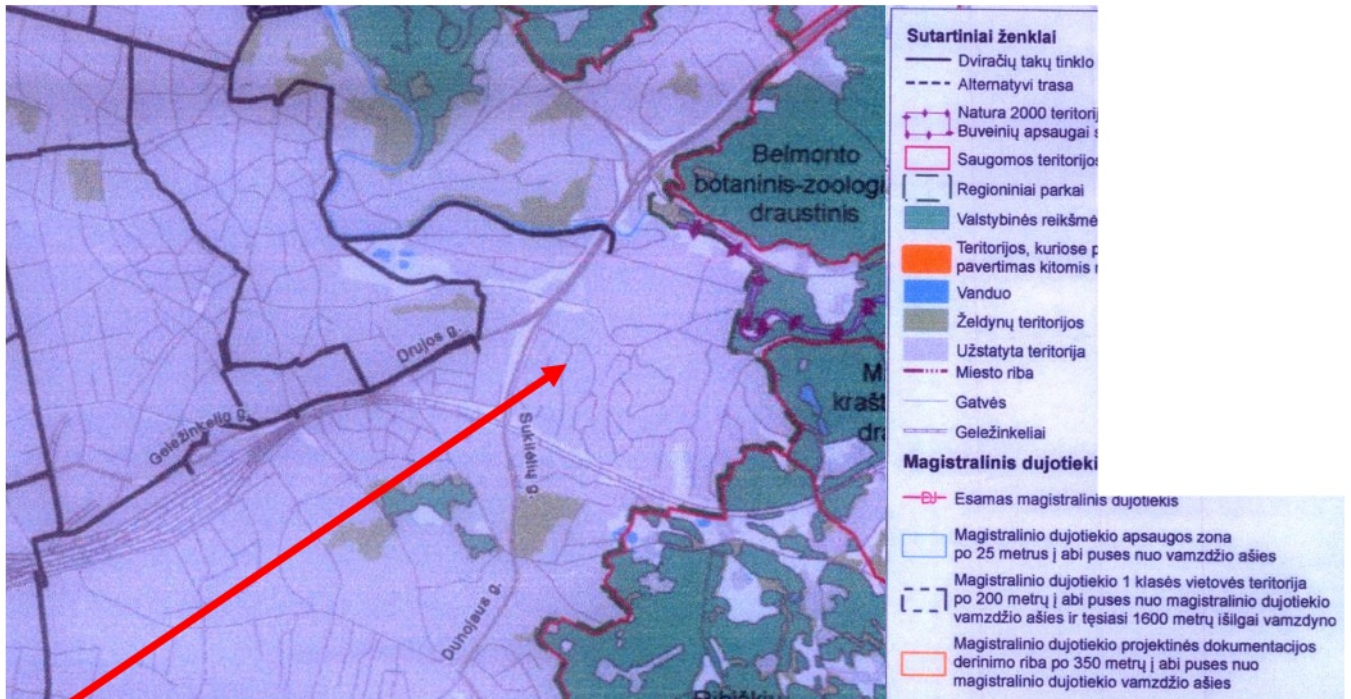 Belmonto
botaninis-zoologi
draustinis
Drujos g.
Geležinkelio g.
Sukilėlių g.
Dunojaus g.
M
krašt
dra
Ribiškių
Sutartiniai ženklai
Dviračių takų tinklo
Alternatyvi trasa
Natura 2000 teritorij
Buveinių apsaugai s
Saugomos teritorijos
Regioniniai parkai
Valstybinės reikšmė
Teritorijos, kuriose p
pavertimas kitomis
Vanduo
Želdynų teritorijos
Užstatyta teritorija
Miesto riba
Gatvės
Geležinkeliai
Magistralinis dujotieki
Esamas magistralinis dujotiekis
Magistralinio dujotiekio apsaugos zona
po 25 metrus į abi puses nuo vamzdžio ašies
Magistralinio dujotiekio 1 klasės vietovės teritorija
po 200 metrų į abi puses nuo magistralinio dujotiekio
vamzdžio ašies ir tęsiasi 1600 metrų išilgai vamzdyno
Magistralinio dujotiekio projektinės dokumentacijos
derinimo riba po 350 metrų į abi puses nuo
magistralinio dujotiekio vamzdžio ašies